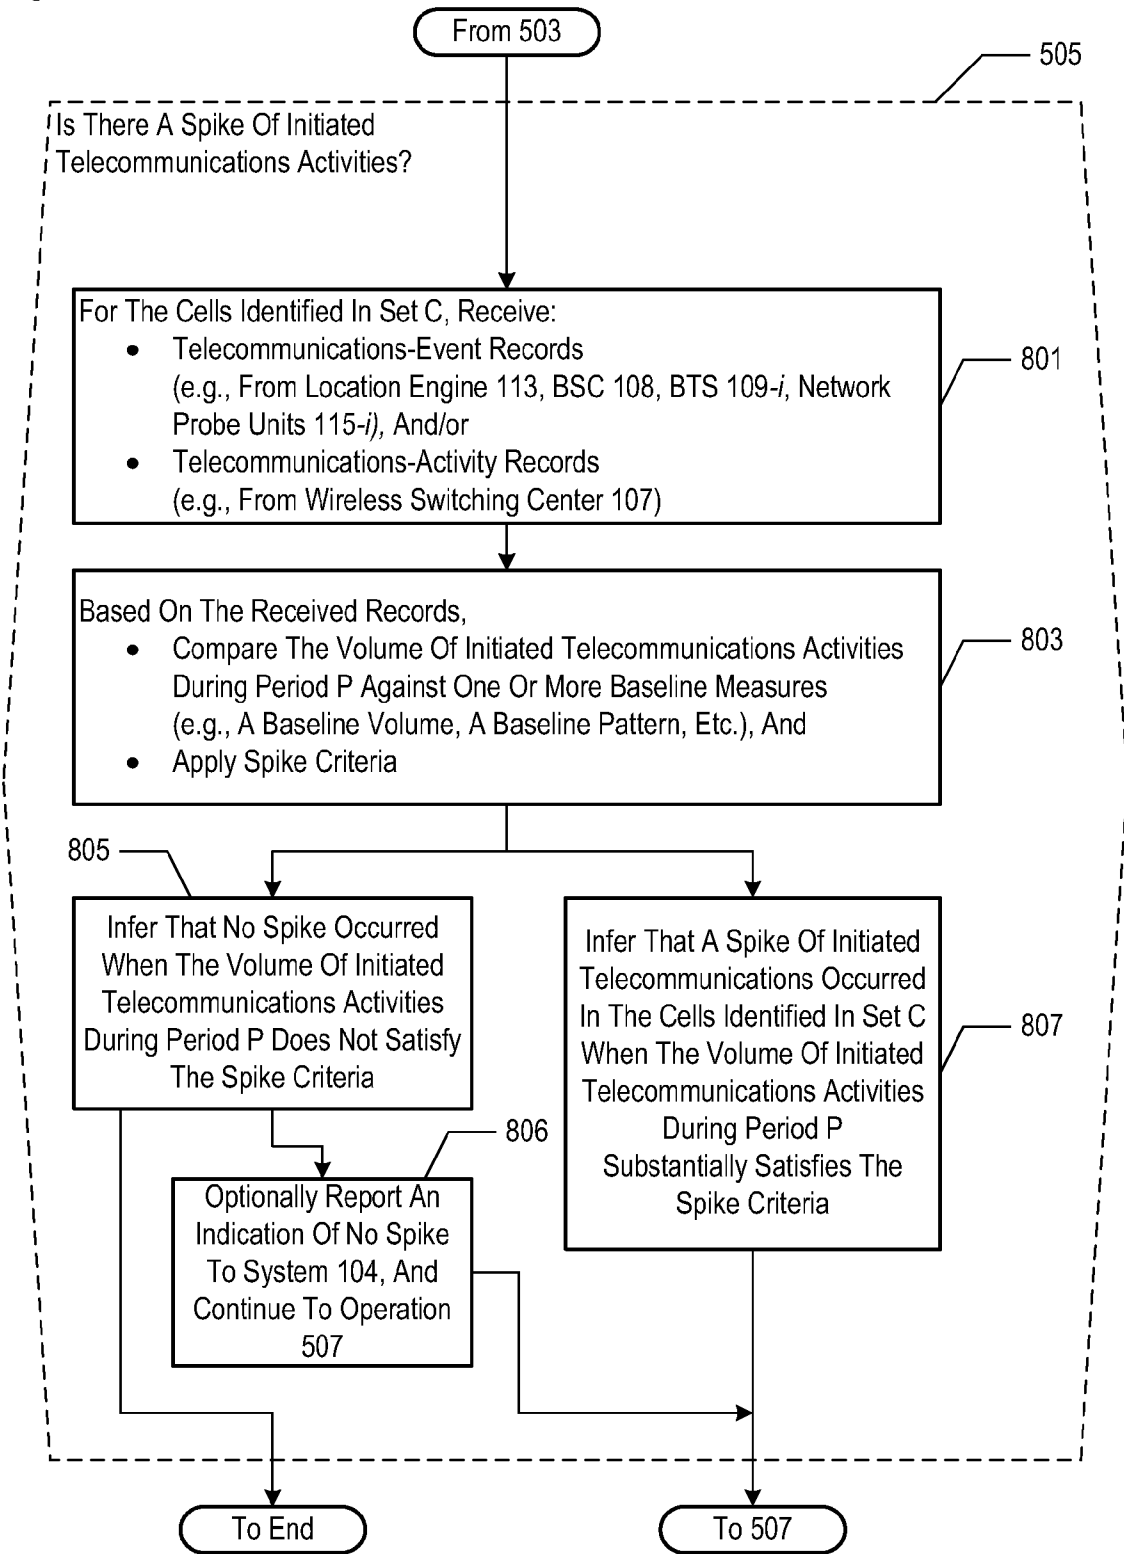 From 503
505
Is There A Spike Of Initiated
Telecommunications Activities?
For The Cells Identified In Set C, Receive:
• Telecommunications-Event Records
(e.g., From Location Engine 113, BSC 108, BTS 109-i, Network
Probe Units 115-i), And/or
• Telecommunications-Activity Records
(e.g., From Wireless Switching Center 107)
801
Based On The Received Records,
• Compare The Volume Of Initiated Telecommunications Activities
During Period P Against One Or More Baseline Measures
(e.g., A Baseline Volume, A Baseline Pattern, Etc.), And
• Apply Spike Criteria
803
805
Infer That No Spike Occurred
When The Volume Of Initiated
Telecommunications Activities
During Period P Does Not Satisfy
The Spike Criteria
Infer That A Spike Of Initiated
Telecommunications Occurred
In The Cells Identified In Set C
When The Volume Of Initiated
Telecommunications Activities
During Period P
Substantially Satisfies The
Spike Criteria
807
806
Optionally Report An
Indication Of No Spike
To System 104, And
Continue To Operation
507
To End
To 507